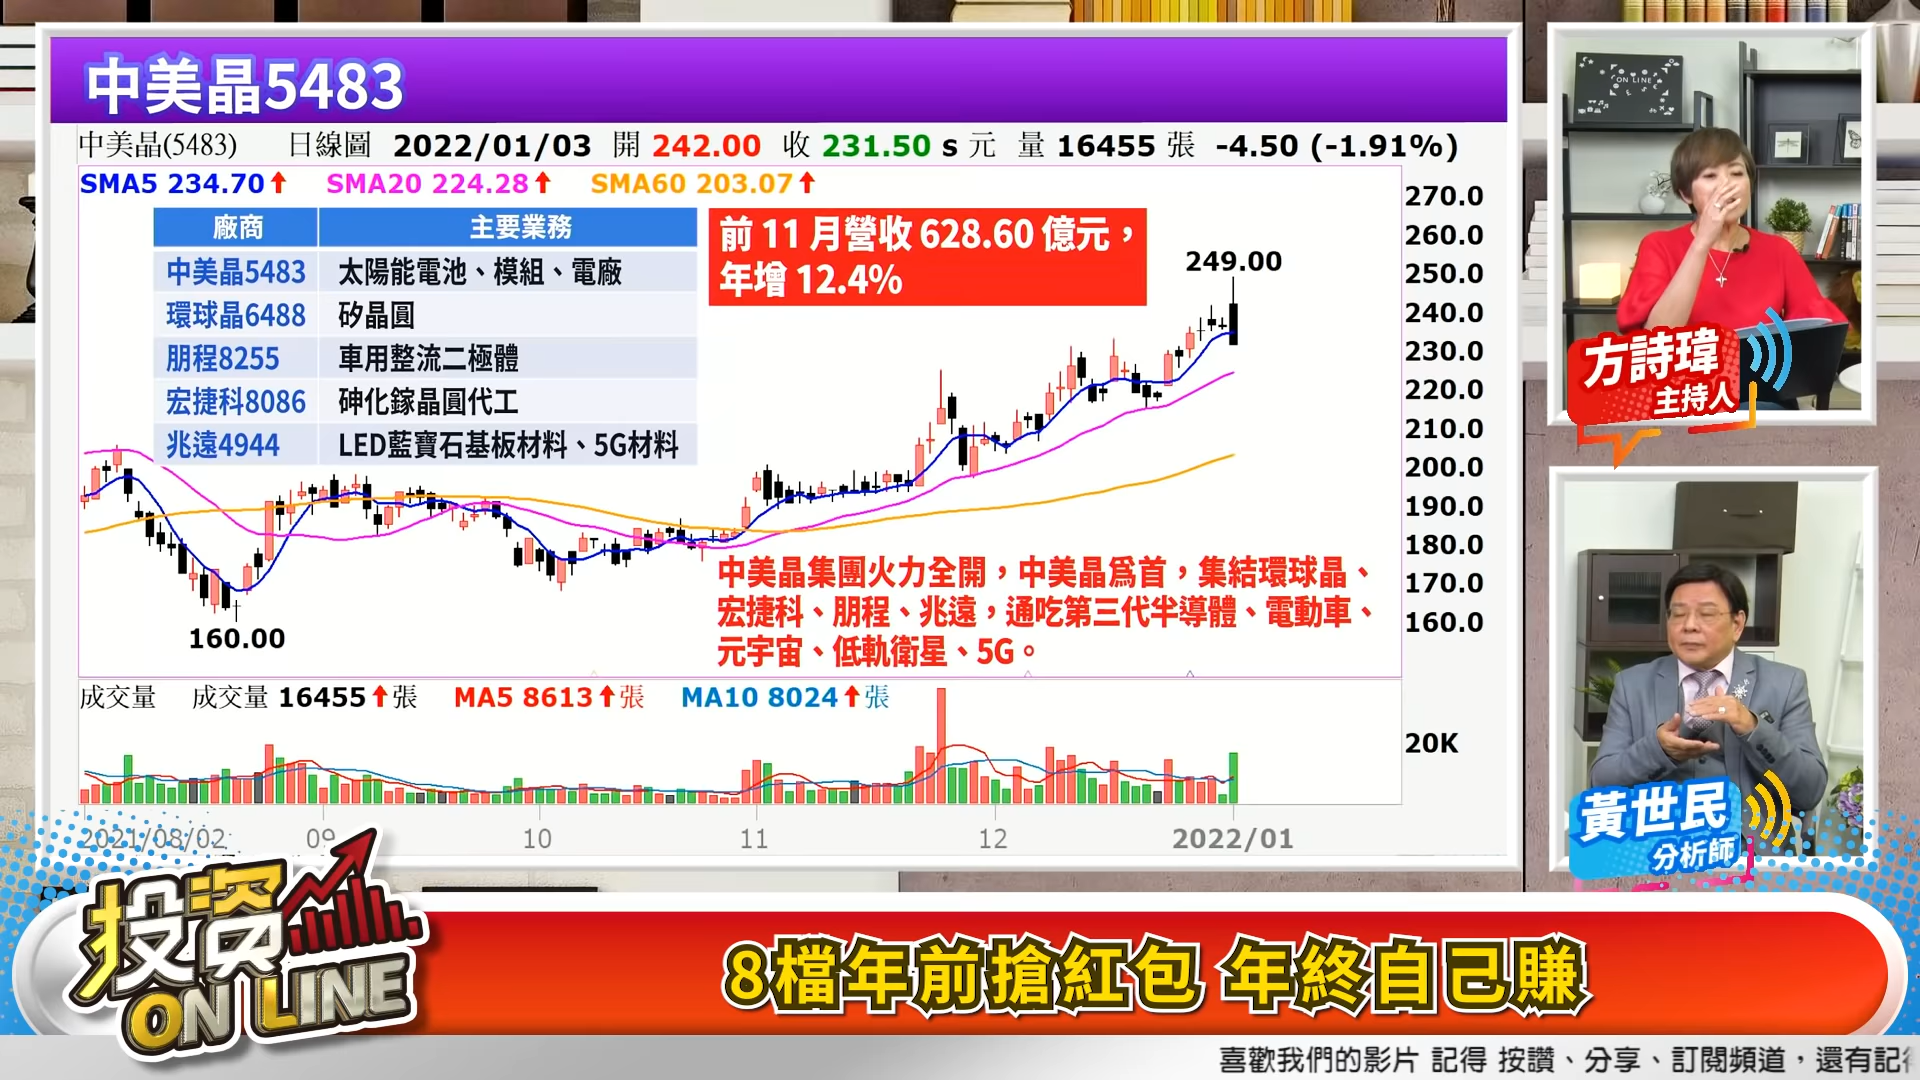 中美晶5483
中美晶(5483) 日線圖 2022/01/03 開 242.00 收 231.50 s 元 量 16455 張 -4.50 (-1.91%)
SMA5 234.70↑ SMA20 224.28↑ SMA60 203.07↑
廠商 主要業務
中美晶5483 太陽能電池、模組、電廠
環球晶6488 矽晶圓
朋程8255 車用整流二極體
宏捷科8086 砷化鎵晶圓代工
兆遠4944 LED藍寶石基板材料、5G材料
前 11 月營收 628.60 億元，
年增 12.4%
249.00
160.00
270.0
260.0
250.0
240.0
230.0
220.0
210.0
200.0
190.0
180.0
170.0
160.0
中美晶集團火力全開，中美晶爲首，集結環球晶、
宏捷科、朋程、兆遠，通吃第三代半導體、電動車、
元宇宙、低軌衛星、5G。
成交量 成交量 16455↑張 MA5 8613↑張 MA10 8024↑張
20K
2021/08/02 09 10 11 12 2022/01
ON LINE
方詩瑋
主持人
黃世民
分析師
投資
ON LINE
8檔年前搶紅包 年終自己賺
喜歡我們的影片 記得 按讚、分享、訂閱頻道，還有記